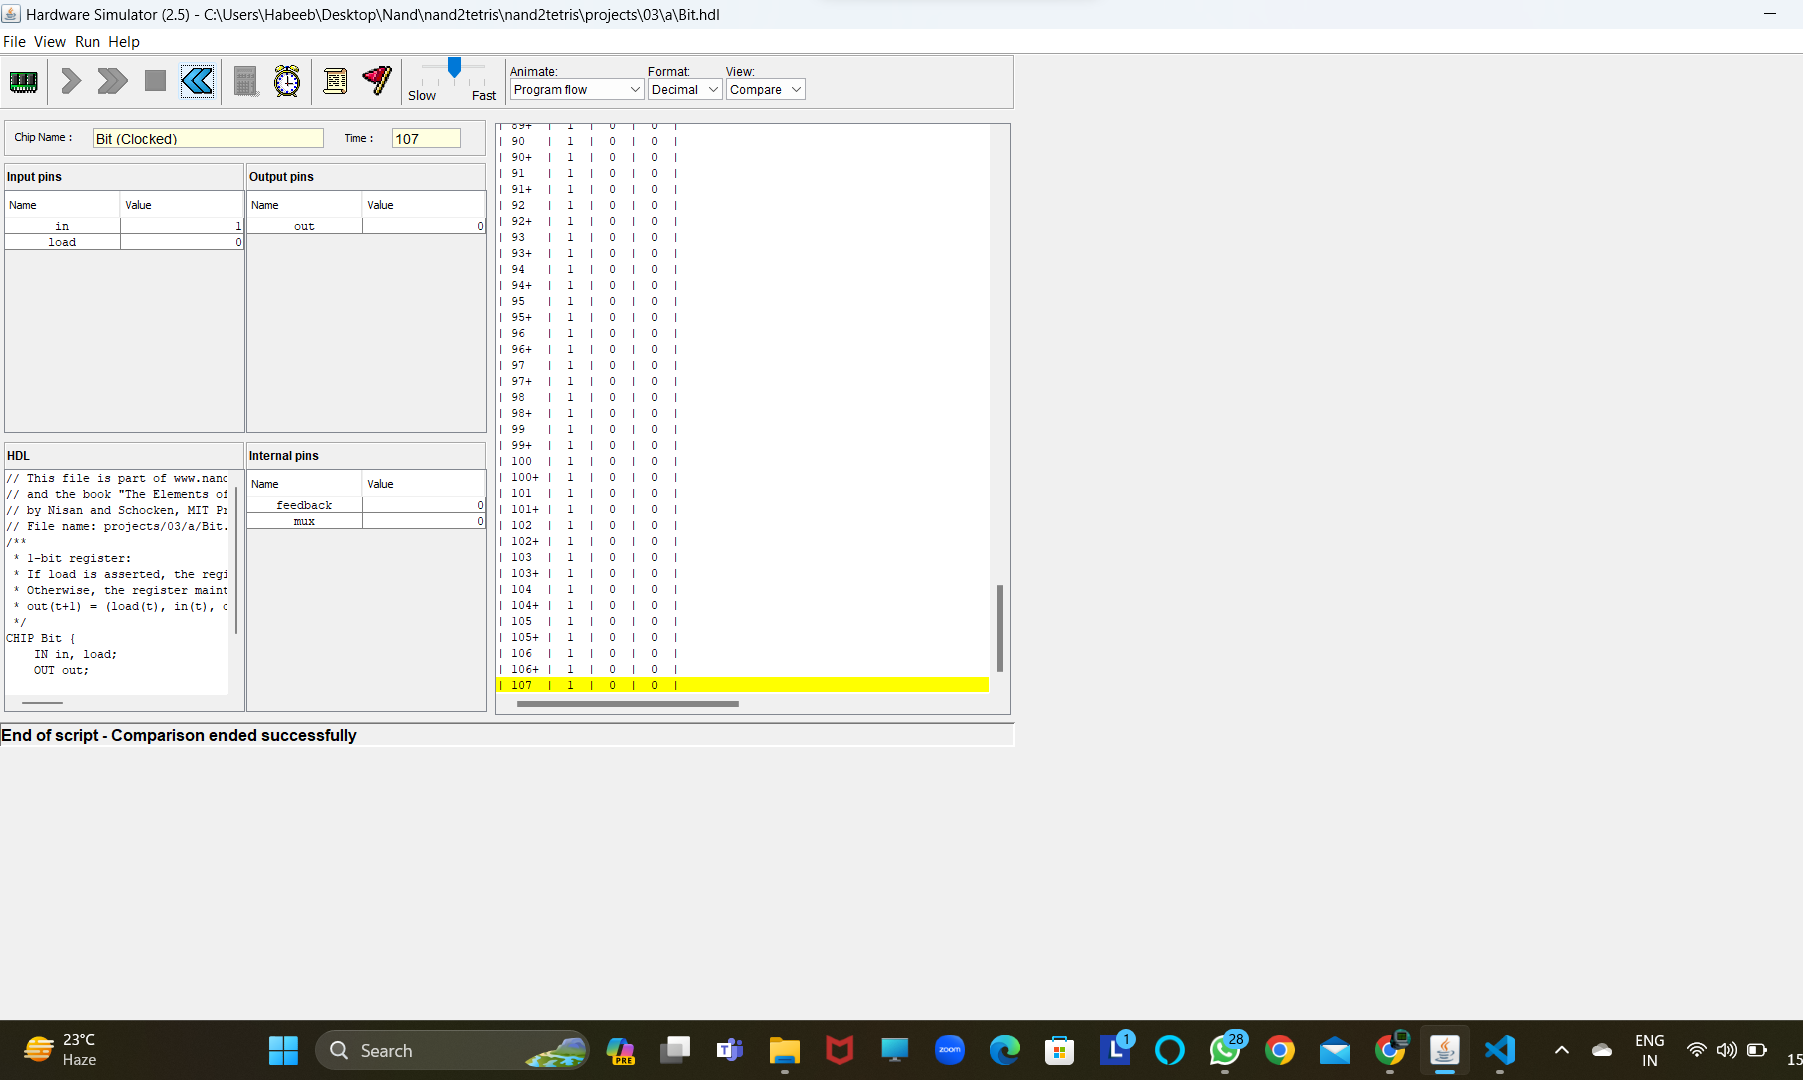 Hardware Simulator (2.5) - C:\Users\Habeeb\Desktop\Nand\nand2tetris\nand2tetris\projects\03\a\Bit.hdl
File View Run Help
Animate: Format: View:
Slow Fast Program flow Decimal Compare
Chip Name : Bit (Clocked) Time : 107
Input pins
Name Value
in 1
load 0
Output pins
Name Value
out 0
HDL
// This file is part of www.nand
// and the book "The Elements of
// by Nisan and Schocken, MIT Pr
// File name: projects/03/a/Bit.
/**
* 1-bit register:
* If load is asserted, the regi
* Otherwise, the register maint
* out(t+1) = (load(t), in(t), o
*/
CHIP Bit {
IN in, load;
OUT out;
Internal pins
Name Value
feedback 0
mux 0
| 89+ | 1 | 0 | 0 |
| 90 | 1 | 0 | 0 |
| 90+ | 1 | 0 | 0 |
| 91 | 1 | 0 | 0 |
| 91+ | 1 | 0 | 0 |
| 92 | 1 | 0 | 0 |
| 92+ | 1 | 0 | 0 |
| 93 | 1 | 0 | 0 |
| 93+ | 1 | 0 | 0 |
| 94 | 1 | 0 | 0 |
| 94+ | 1 | 0 | 0 |
| 95 | 1 | 0 | 0 |
| 95+ | 1 | 0 | 0 |
| 96 | 1 | 0 | 0 |
| 96+ | 1 | 0 | 0 |
| 97 | 1 | 0 | 0 |
| 97+ | 1 | 0 | 0 |
| 98 | 1 | 0 | 0 |
| 98+ | 1 | 0 | 0 |
| 99 | 1 | 0 | 0 |
| 99+ | 1 | 0 | 0 |
| 100 | 1 | 0 | 0 |
| 100+ | 1 | 0 | 0 |
| 101 | 1 | 0 | 0 |
| 101+ | 1 | 0 | 0 |
| 102 | 1 | 0 | 0 |
| 102+ | 1 | 0 | 0 |
| 103 | 1 | 0 | 0 |
| 103+ | 1 | 0 | 0 |
| 104 | 1 | 0 | 0 |
| 104+ | 1 | 0 | 0 |
| 105 | 1 | 0 | 0 |
| 105+ | 1 | 0 | 0 |
| 106 | 1 | 0 | 0 |
| 106+ | 1 | 0 | 0 |
| 107 | 1 | 0 | 0 |
End of script - Comparison ended successfully
23°C
Haze
Search
PRE
zoom
L 1
28
ENG
IN
15